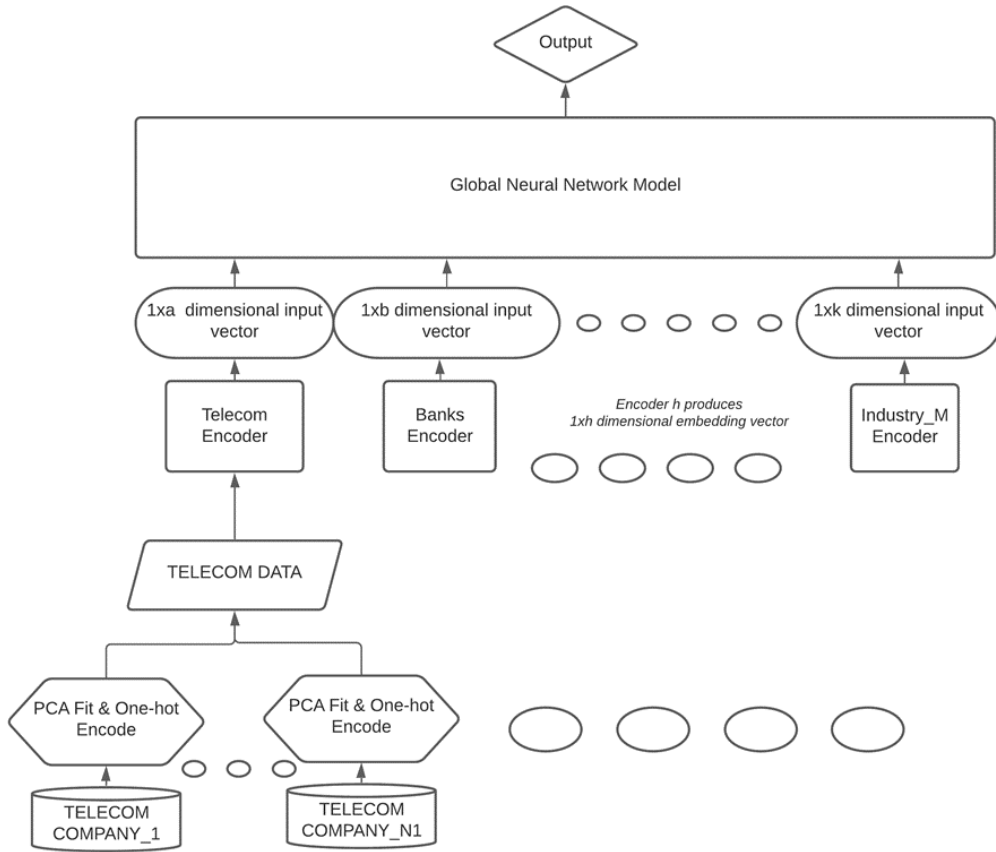 Output
Global Neural Network Model
1xa dimensional input
vector
1xb dimensional input
vector
1xk dimensional input
vector
Telecom
Encoder
Banks
Encoder
Encoder h produces
1xh dimensional embedding vector
Industry_M
Encoder
TELECOM DATA
PCA Fit & One-hot
Encode
PCA Fit & One-hot
Encode
TELECOM
COMPANY_1
TELECOM
COMPANY_N1